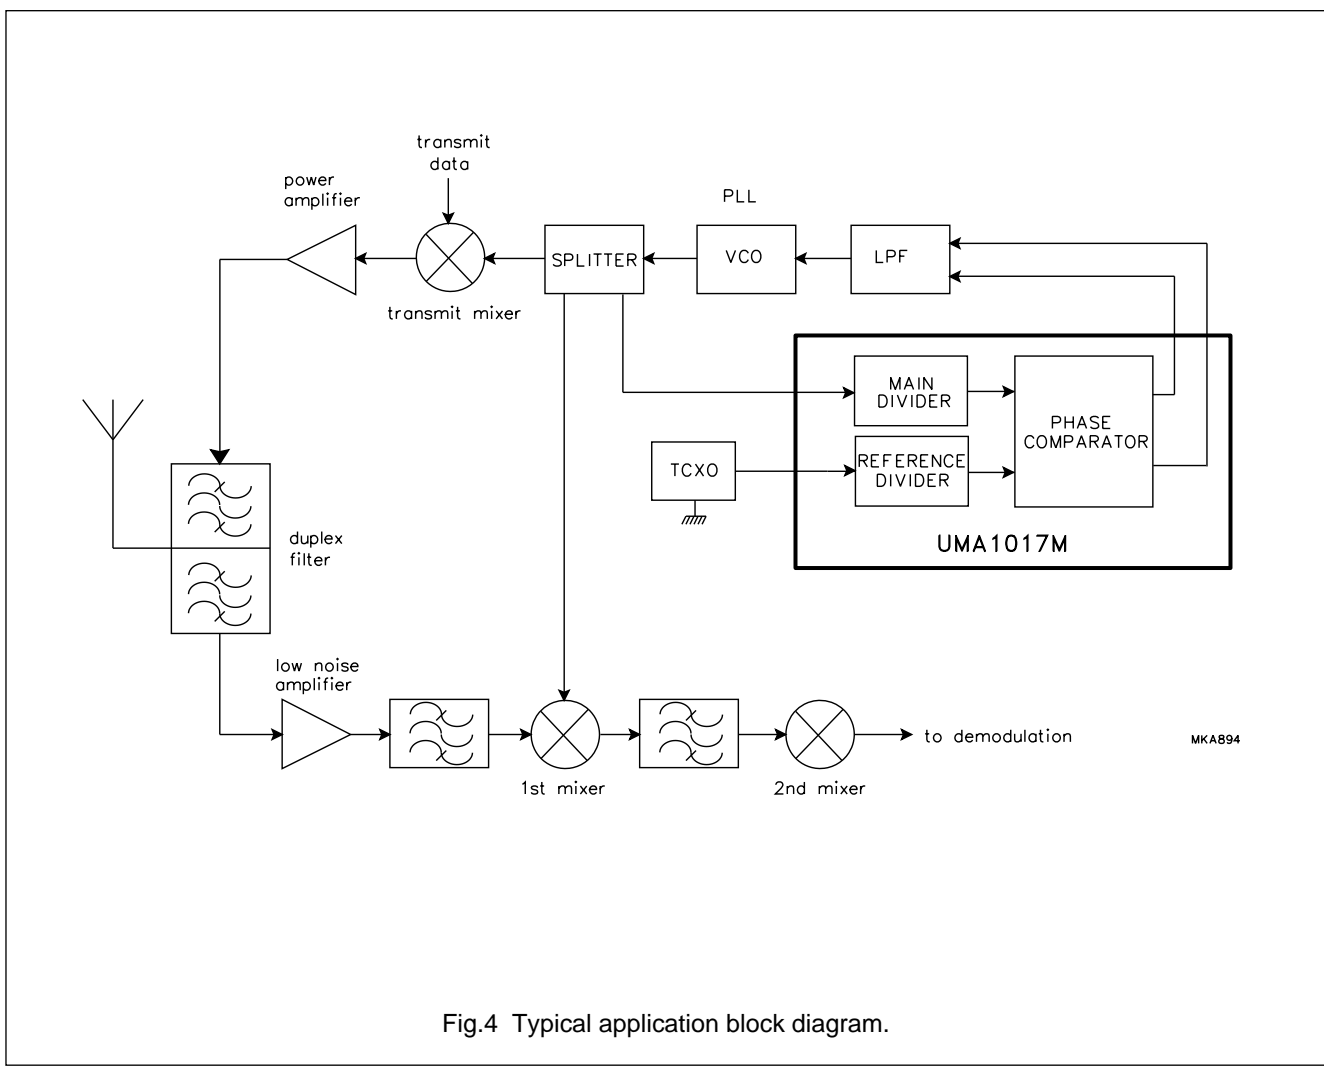 transmit
data
power
amplifier
PLL
SPLITTER
VCO
LPF
transmit mixer
MAIN
DIVIDER
PHASE
COMPARATOR
TCXO
REFERENCE
DIVIDER
UMA1017M
duplex
filter
low noise
amplifier
to demodulation
MKA894
1st mixer
2nd mixer
Fig.4 Typical application block diagram.